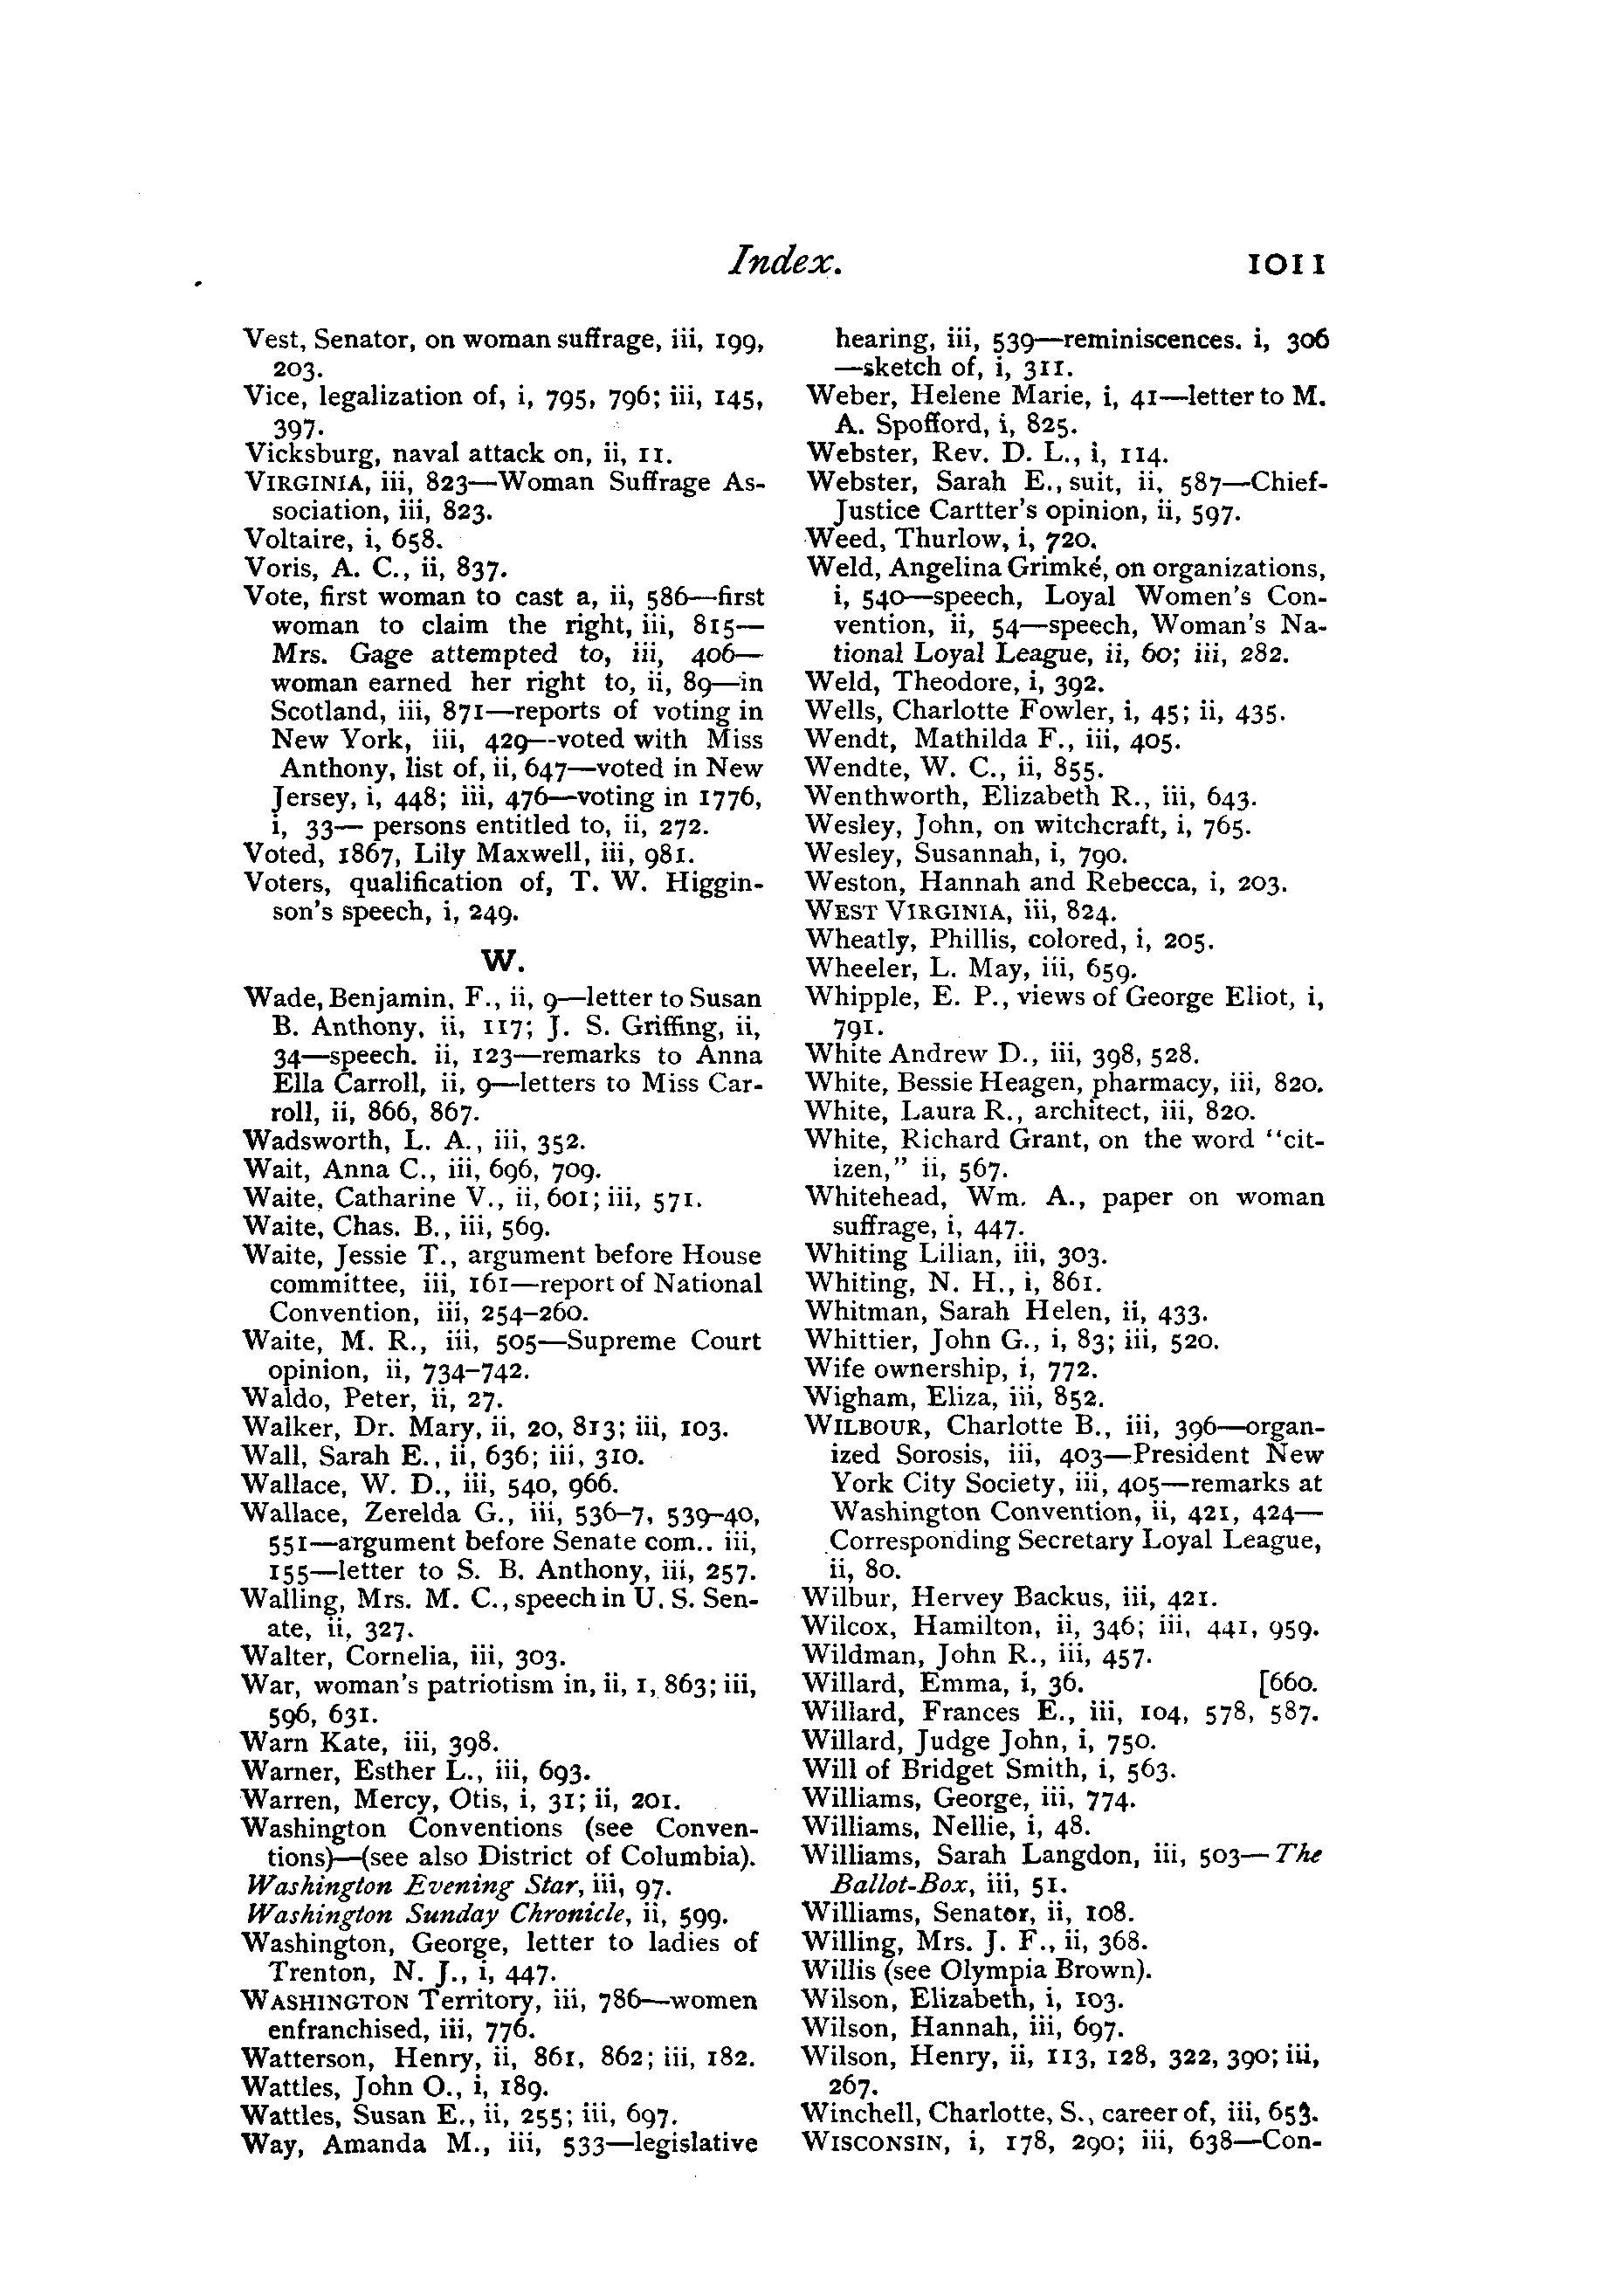 Index.
1011
Vest, Senator, on woman suffrage, iii, 199,
203.
Vice, legalization of, i, 795, 796; iii, 145,
397.
Vicksburg, naval attack on, ii, 11.
VIRGINIA, iii, 823—Woman Suffrage As-
sociation, iii, 823.
Voltaire, i, 658.
Voris, A. C., ii, 837.
Vote, first woman to cast a, ii, 586—first
woman to claim the right, iii, 815—
Mrs. Gage attempted to, iii, 406—
woman earned her right to, ii, 89—in
Scotland, iii, 871—reports of voting in
New York, iii, 429—voted with Miss
Anthony, list of, ii, 647—voted in New
Jersey, i, 448; iii, 476—voting in 1776,
i, 33— persons entitled to, ii, 272.
Voted, 1867, Lily Maxwell, iii, 981.
Voters, qualification of, T. W. Higgin-
son's speech, i, 249.
W.
Wade, Benjamin, F., ii, 9—letter to Susan
B. Anthony, ii, 117; J. S. Griffing, ii,
34—speech. ii, 123—remarks to Anna
Ella Carroll, ii, 9—letters to Miss Car-
roll, ii, 866, 867.
Wadsworth, L. A., iii, 352.
Wait, Anna C., iii, 696, 709.
Waite, Catharine V., ii, 601; iii, 571.
Waite, Chas. B., iii, 569.
Waite, Jessie T., argument before House
committee, iii, 161—report of National
Convention, iii, 254-260.
Waite, M. R., iii, 505—Supreme Court
opinion, ii, 734-742.
Waldo, Peter, ii, 27.
Walker, Dr. Mary, ii, 20, 813; iii, 103.
Wall, Sarah E., ii, 636; iii, 310.
Wallace, W. D., iii, 540, 966.
Wallace, Zerelda G., iii, 536-7, 539-40,
551—argument before Senate com.. iii,
155—letter to S. B. Anthony, iii, 257.
Walling, Mrs. M. C., speech in U. S. Sen-
ate, ii, 327.
Walter, Cornelia, iii, 303.
War, woman's patriotism in, ii, 1, 863; iii,
596, 631.
Warn Kate, iii, 398.
Warner, Esther L., iii, 693.
Warren, Mercy, Otis, i, 31; ii, 201.
Washington Conventions (see Conven-
tions)—(see also District of Columbia).
Washington Evening Star, iii, 97.
Washington Sunday Chronicle, ii, 599.
Washington, George, letter to ladies of
Trenton, N. J., i, 447.
WASHINGTON Territory, iii, 786—women
enfranchised, iii, 776.
Watterson, Henry, ii, 861, 862; iii, 182.
Wattles, John O., i, 189.
Wattles, Susan E., ii, 255; iii, 697.
Way, Amanda M., iii, 533—legislative
hearing, iii, 539—reminiscences. i, 306
—sketch of, i, 311.
Weber, Helene Marie, i, 41—letter to M.
A. Spofford, i, 825.
Webster, Rev. D. L., i, 114.
Webster, Sarah E., suit, ii, 587—Chief-
Justice Cartter's opinion, ii, 597.
Weed, Thurlow, i, 720.
Weld, Angelina Grimké, on organizations,
i, 540—speech, Loyal Women's Con-
vention, ii, 54—speech, Woman's Na-
tional Loyal League, ii, 60; iii, 282.
Weld, Theodore, i, 392.
Wells, Charlotte Fowler, i, 45; ii, 435.
Wendt, Mathilda F., iii, 405.
Wendte, W. C., ii, 855.
Wenthworth, Elizabeth R., iii, 643.
Wesley, John, on witchcraft, i, 765.
Wesley, Susannah, i, 790.
Weston, Hannah and Rebecca, i, 203.
WEST VIRGINIA, iii, 824.
Wheatly, Phillis, colored, i, 205.
Wheeler, L. May, iii, 659.
Whipple, E. P., views of George Eliot, i,
791.
White Andrew D., iii, 398, 528.
White, Bessie Heagen, pharmacy, iii, 820.
White, Laura R., architect, iii, 820.
White, Richard Grant, on the word "cit-
izen," ii, 567.
Whitehead, Wm. A., paper on woman
suffrage, i, 447.
Whiting Lilian, iii, 303.
Whiting, N. H., i, 861.
Whitman, Sarah Helen, ii, 433.
Whittier, John G., i, 83; iii, 520.
Wife ownership, i, 772.
Wigham, Eliza, iii, 852.
WILBOUR, Charlotte B., iii, 396—organ-
ized Sorosis, iii, 403—President New
York City Society, iii, 405—remarks at
Washington Convention, ii, 421, 424—
Corresponding Secretary Loyal League,
ii, 80.
Wilbur, Hervey Backus, iii, 421.
Wilcox, Hamilton, ii, 346; iii, 441, 959.
Wildman, John R., iii, 457.
Willard, Emma, i, 36. [660.
Willard, Frances E., iii, 104, 578, 587.
Willard, Judge John, i, 750.
Will of Bridget Smith, i, 563.
Williams, George, iii, 774.
Williams, Nellie, i, 48.
Williams, Sarah Langdon, iii, 503—The
Ballot-Box, iii, 51.
Williams, Senator, ii, 108.
Willing, Mrs. J. F., ii, 368.
Willis (see Olympia Brown).
Wilson, Elizabeth, i, 103.
Wilson, Hannah, iii, 697.
Wilson, Henry, ii, 113, 128, 322, 390; iii,
267.
Winchell, Charlotte, S., career of, iii, 653.
WISCONSIN, i, 178, 290; iii, 638—Con-